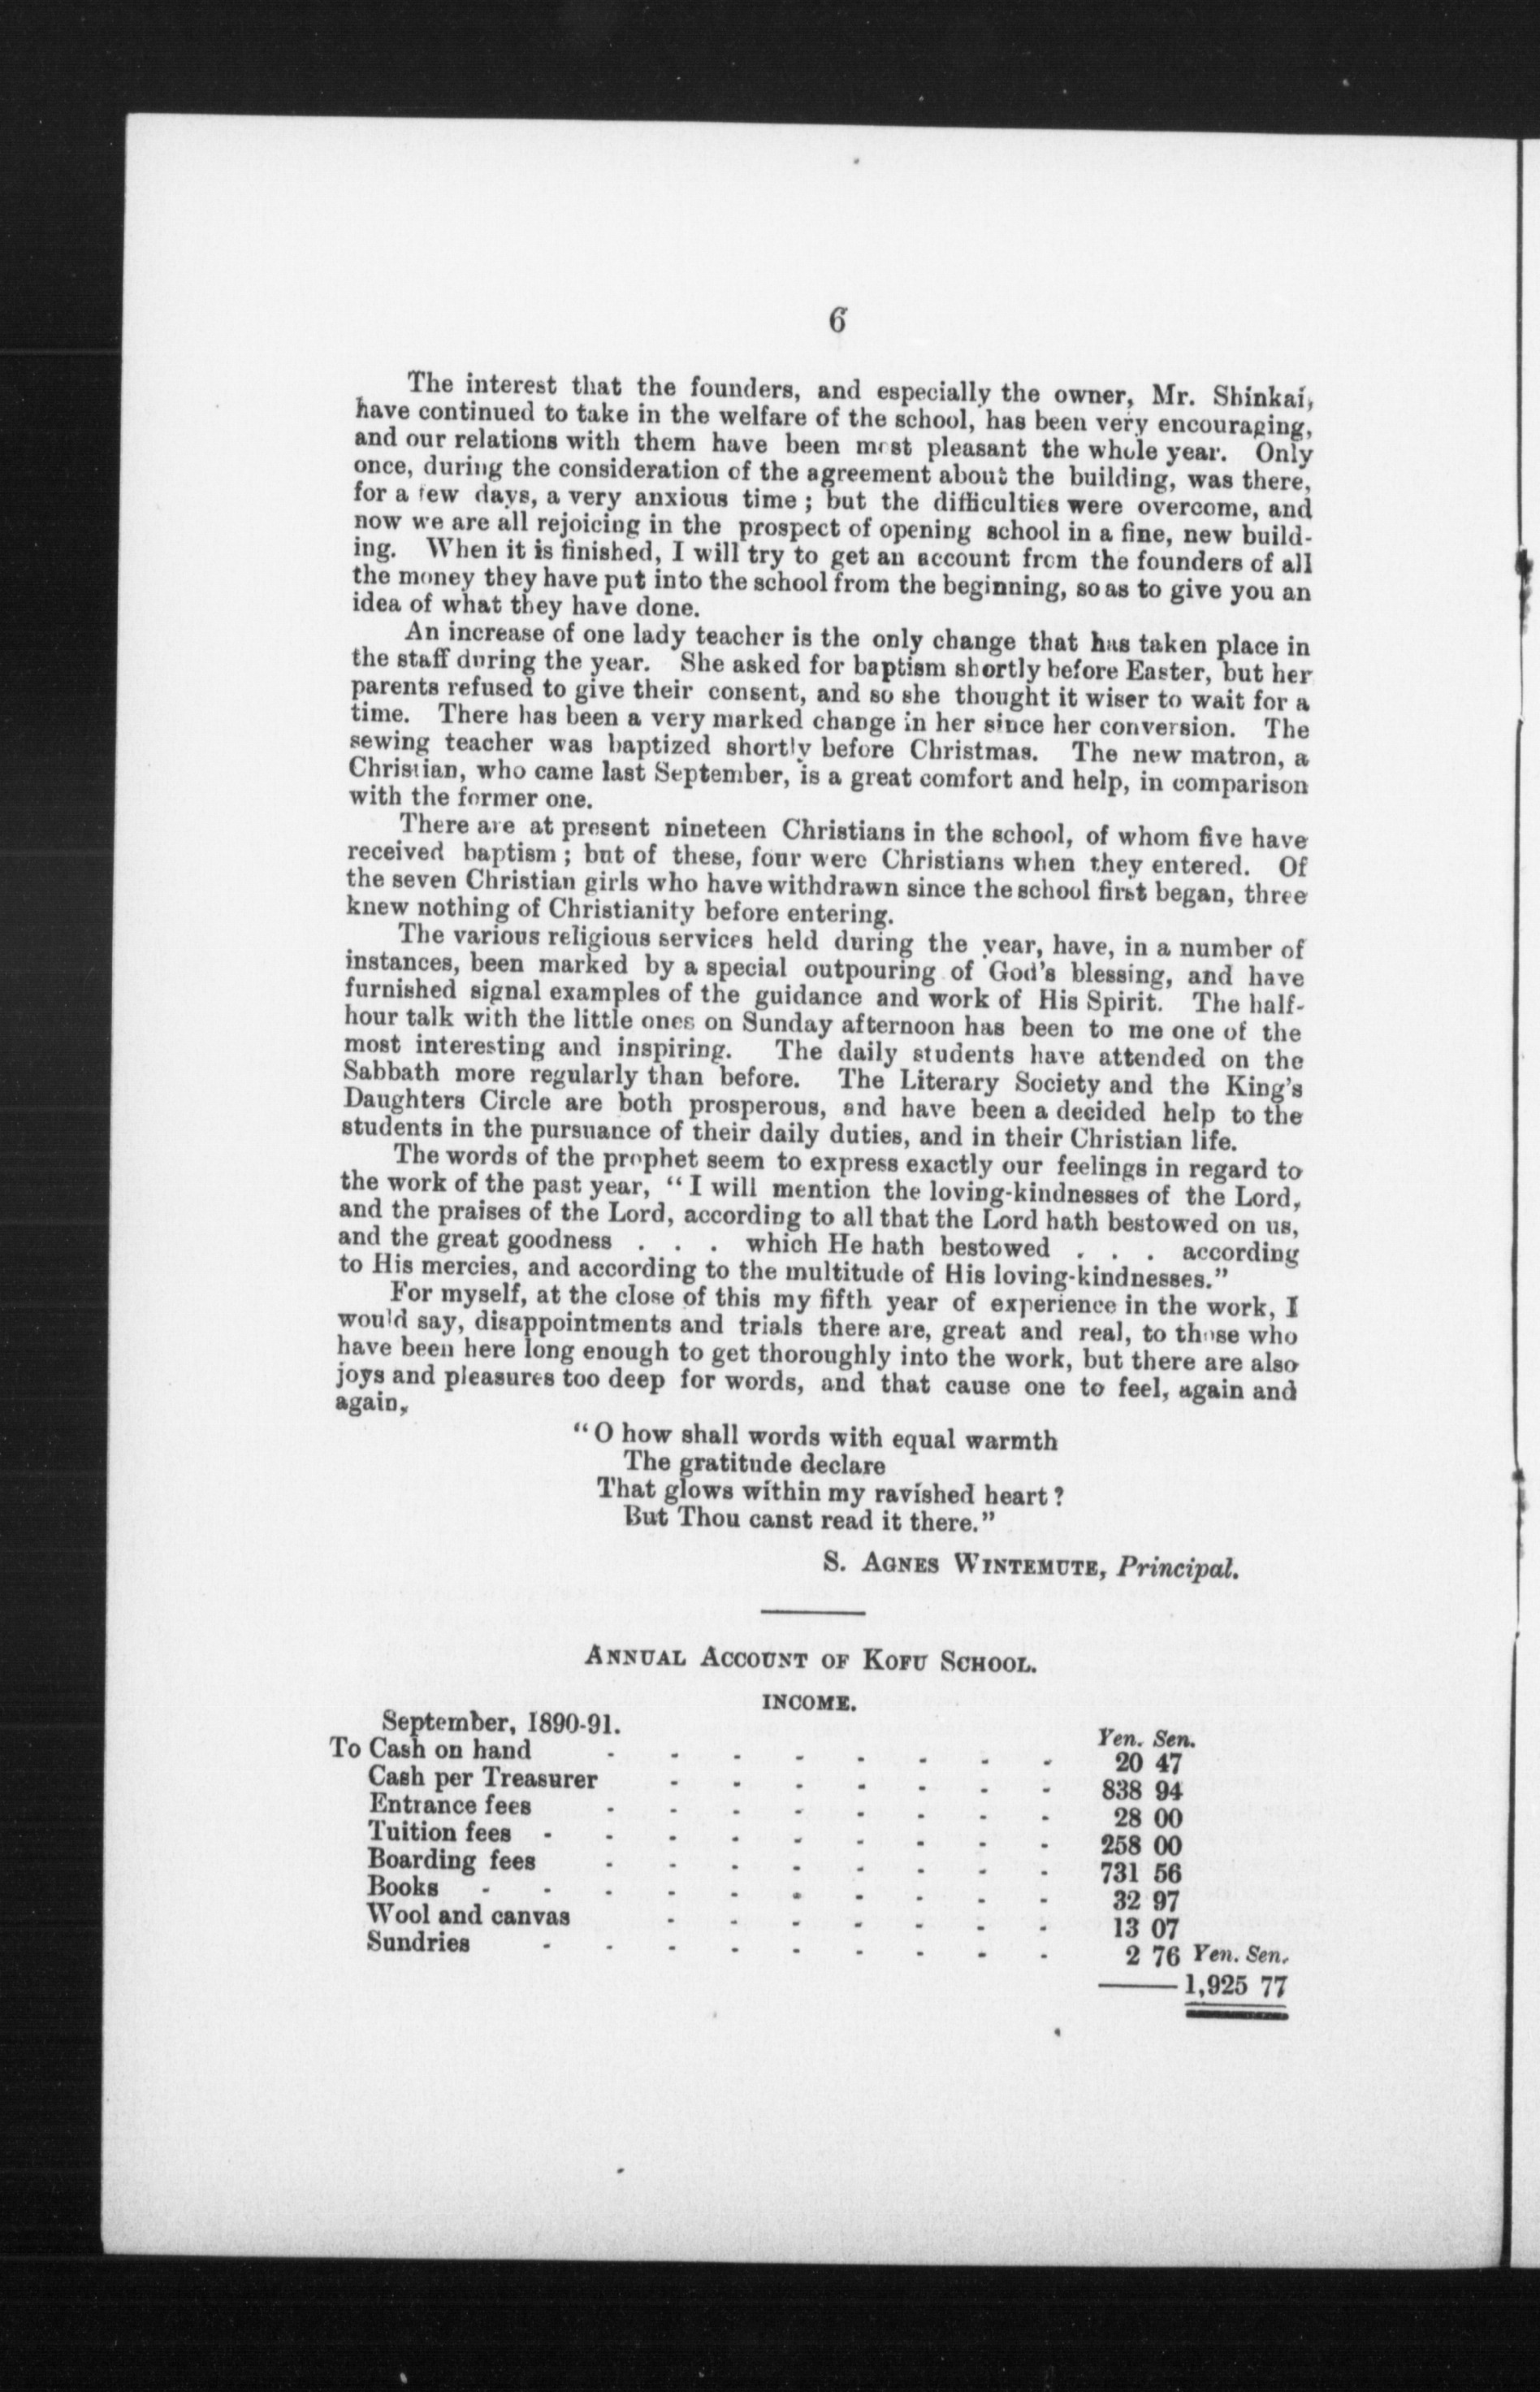 6
The interest that the founders, and especially the owner, Mr. Shinkai,
have continued to take in the welfare of the school, has been very encouraging,
and our relations with them have been most pleasant the whole year. Only
once, during the consideration of the agreement about the building, was there,
for a few days, a very anxious time; but the difficulties were overcome, and
now we are all rejoicing in the prospect of opening school in a fine, new build-
ing. When it is finished, I will try to get an account from the founders of all
the money they have put into the school from the beginning, so as to give you an
idea of what they have done.
An increase of one lady teacher is the only change that has taken place in
the staff during the year. She asked for baptism shortly before Easter, but her
parents refused to give their consent, and so she thought it wiser to wait for a
time. There has been a very marked change in her since her conversion. The
sewing teacher was baptized shortly before Christmas. The new matron, a
Christian, who came last September, is a great comfort and help, in comparison
with the former one.
There are at present nineteen Christians in the school, of whom five have
received baptism; but of these, four were Christians when they entered. Of
the seven Christian girls who have withdrawn since the school first began, three
knew nothing of Christianity before entering.
The various religious services held during the year, have, in a number of
instances, been marked by a special outpouring of God's blessing, and have
furnished signal examples of the guidance and work of His Spirit. The half-
hour talk with the little ones on Sunday afternoon has been to me one of the
most interesting and inspiring. The daily students have attended on the
Sabbath more regularly than before. The Literary Society and the King's
Daughters Circle are both prosperous, and have been a decided help to the
students in the pursuance of their daily duties, and in their Christian life.
The words of the prophet seem to express exactly our feelings in regard to
the work of the past year, "I will mention the loving-kindnesses of the Lord,
and the praises of the Lord, according to all that the Lord hath bestowed on us,
and the great goodness . . . which He hath bestowed . . . according
to His mercies, and according to the multitude of His loving-kindnesses."
For myself, at the close of this my fifth year of experience in the work, I
would say, disappointments and trials there are, great and real, to those who
have been here long enough to get thoroughly into the work, but there are also
joys and pleasures too deep for words, and that cause one to feel, again and
again,
"O how shall words with equal warmth
The gratitude declare
That glows within my ravished heart?
But Thou canst read it there."
S. AGNES WINTEMUTE, Principal.
ANNUAL ACCOUNT OF KOFU SCHOOL.
INCOME.
September, 1890-91.
Yen. Sen.
To Cash on hand - - - - - - - - 20 47
Cash per Treasurer - - - - - - - 838 94
Entrance fees - - - - - - - - 28 00
Tuition fees - - - - - - - - - 258 00
Boarding fees - - - - - - - - 731 56
Books - - - - - - - - - - 32 97
Wool and canvas - - - - - - - 13 07
Sundries - - - - - - - - - 2 76 Yen. Sen.
1,925 77